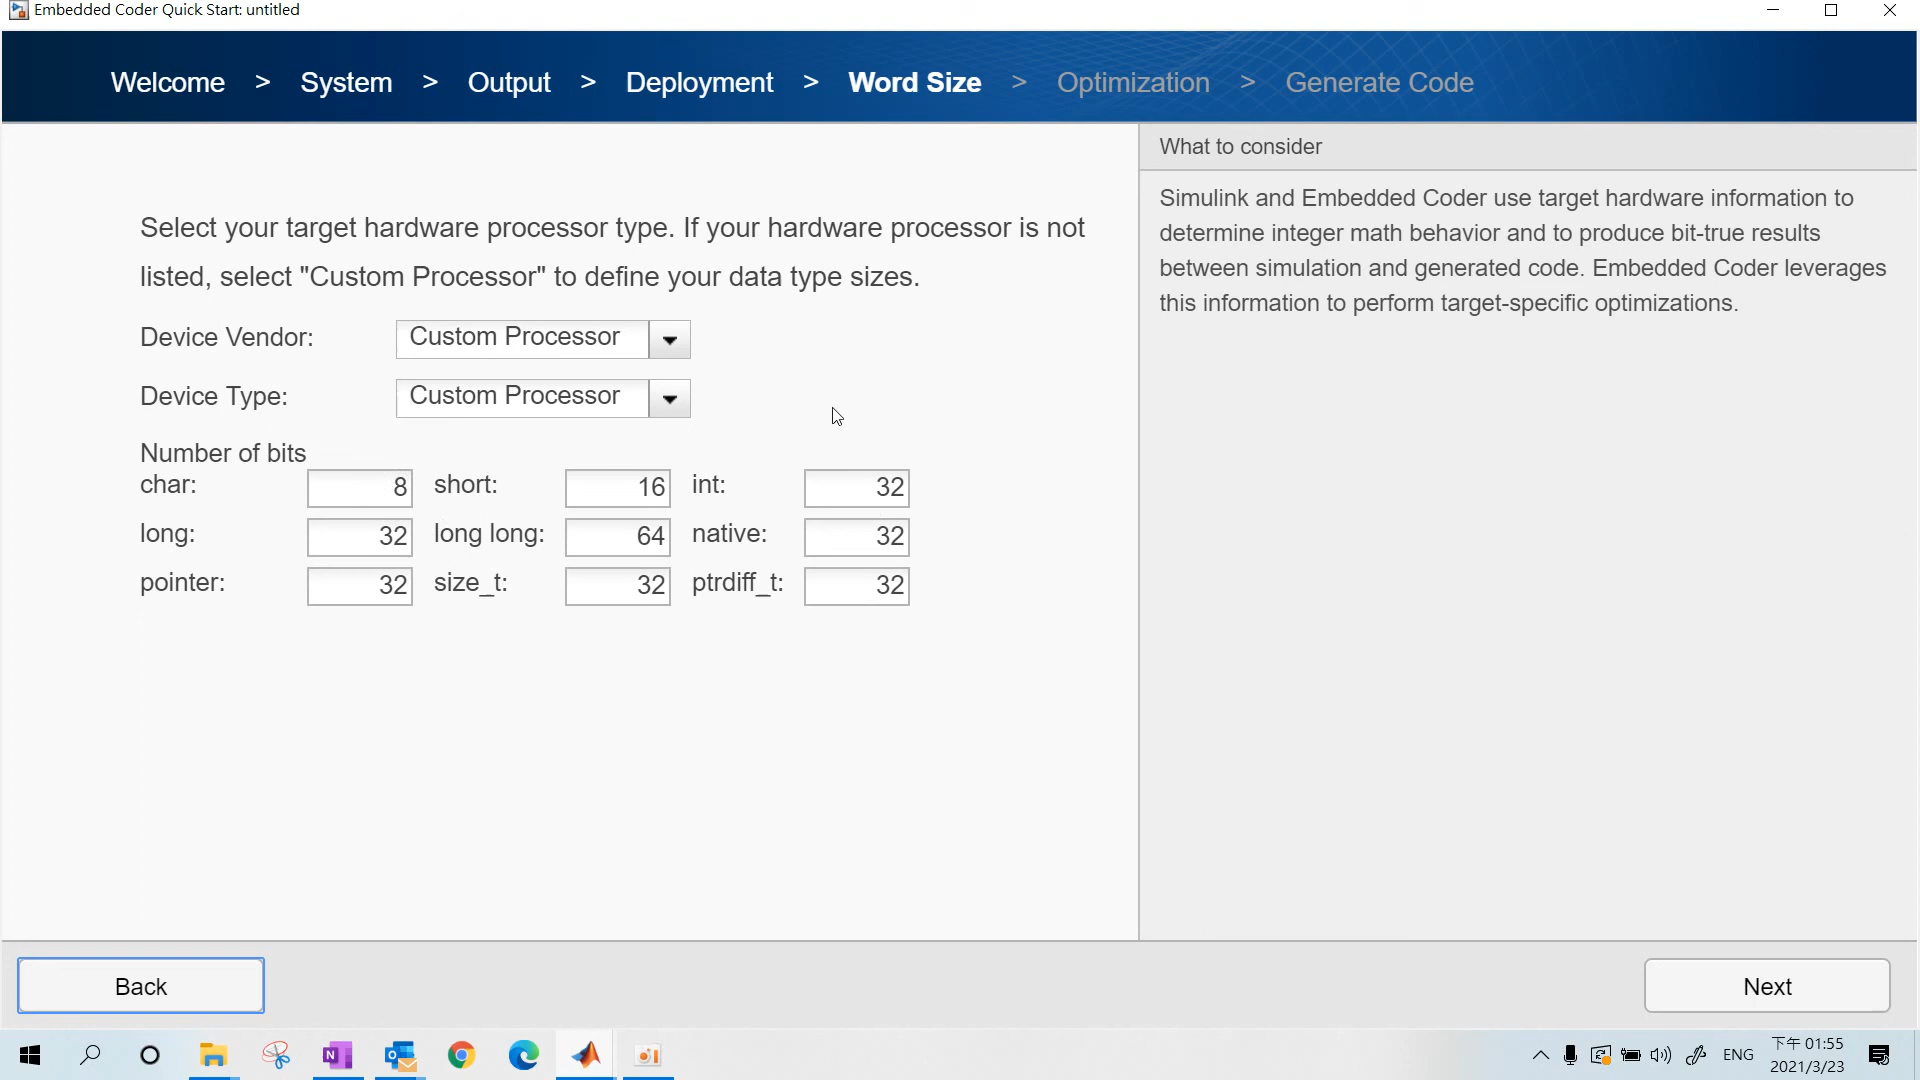 Embedded Coder Quick Start: untitled
Welcome > System > Output > Deployment > Word Size > Optimization > Generate Code
What to consider
Simulink and Embedded Coder use target hardware information to
determine integer math behavior and to produce bit-true results
between simulation and generated code. Embedded Coder leverages
this information to perform target-specific optimizations.
Select your target hardware processor type. If your hardware processor is not
listed, select "Custom Processor" to define your data type sizes.
Device Vendor: Custom Processor
Device Type: Custom Processor
Number of bits
char: 8 short: 16 int: 32
long: 32 long long: 64 native: 32
pointer: 32 size_t: 32 ptrdiff_t: 32
Back
Next
ENG
下午 01:55
2021/3/23